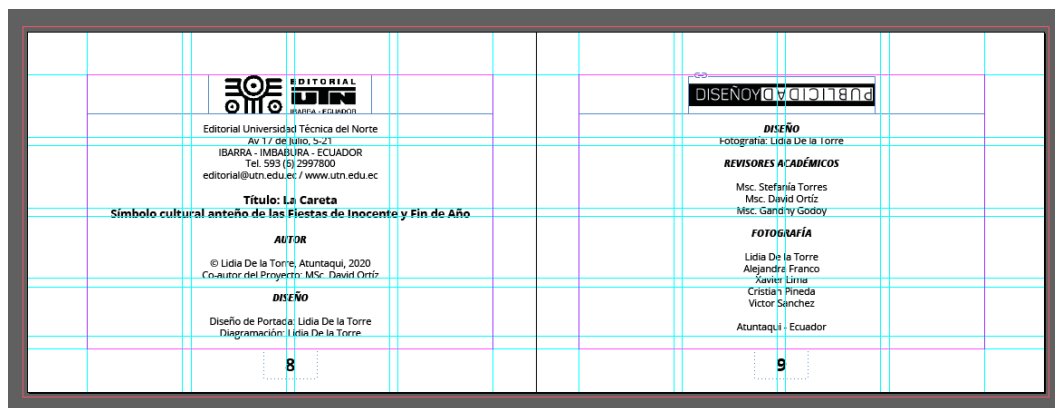 EDITORIAL
UTN
IBARRA - ECUADOR
Editorial Universidad Técnica del Norte
Av 17 de julio, 5-21
IBARRA - IMBABURA - ECUADOR
Tel. 593 (6) 2997800
editorial@utn.edu.ec / www.utn.edu.ec
Título: La Careta
Símbolo cultural anteño de las Fiestas de Inocente y Fin de Año
AUTOR
© Lidia De la Torre, Atuntaqui, 2020
Co-autor del Proyecto: MSc. David Ortíz
DISEÑO
Diseño de Portada: Lidia De la Torre
Diagramación: Lidia De la Torre
8
DISEÑOYPUBLICIDAD
DISEÑO
Fotografía: Lidia De la Torre
REVISORES ACADÉMICOS
Msc. Stefanía Torres
Msc. David Ortíz
Msc. Gandhy Godoy
FOTOGRAFÍA
Lidia De la Torre
Alejandra Franco
Xavier Lima
Cristian Pineda
Victor Sánchez
Atuntaqui - Ecuador
9